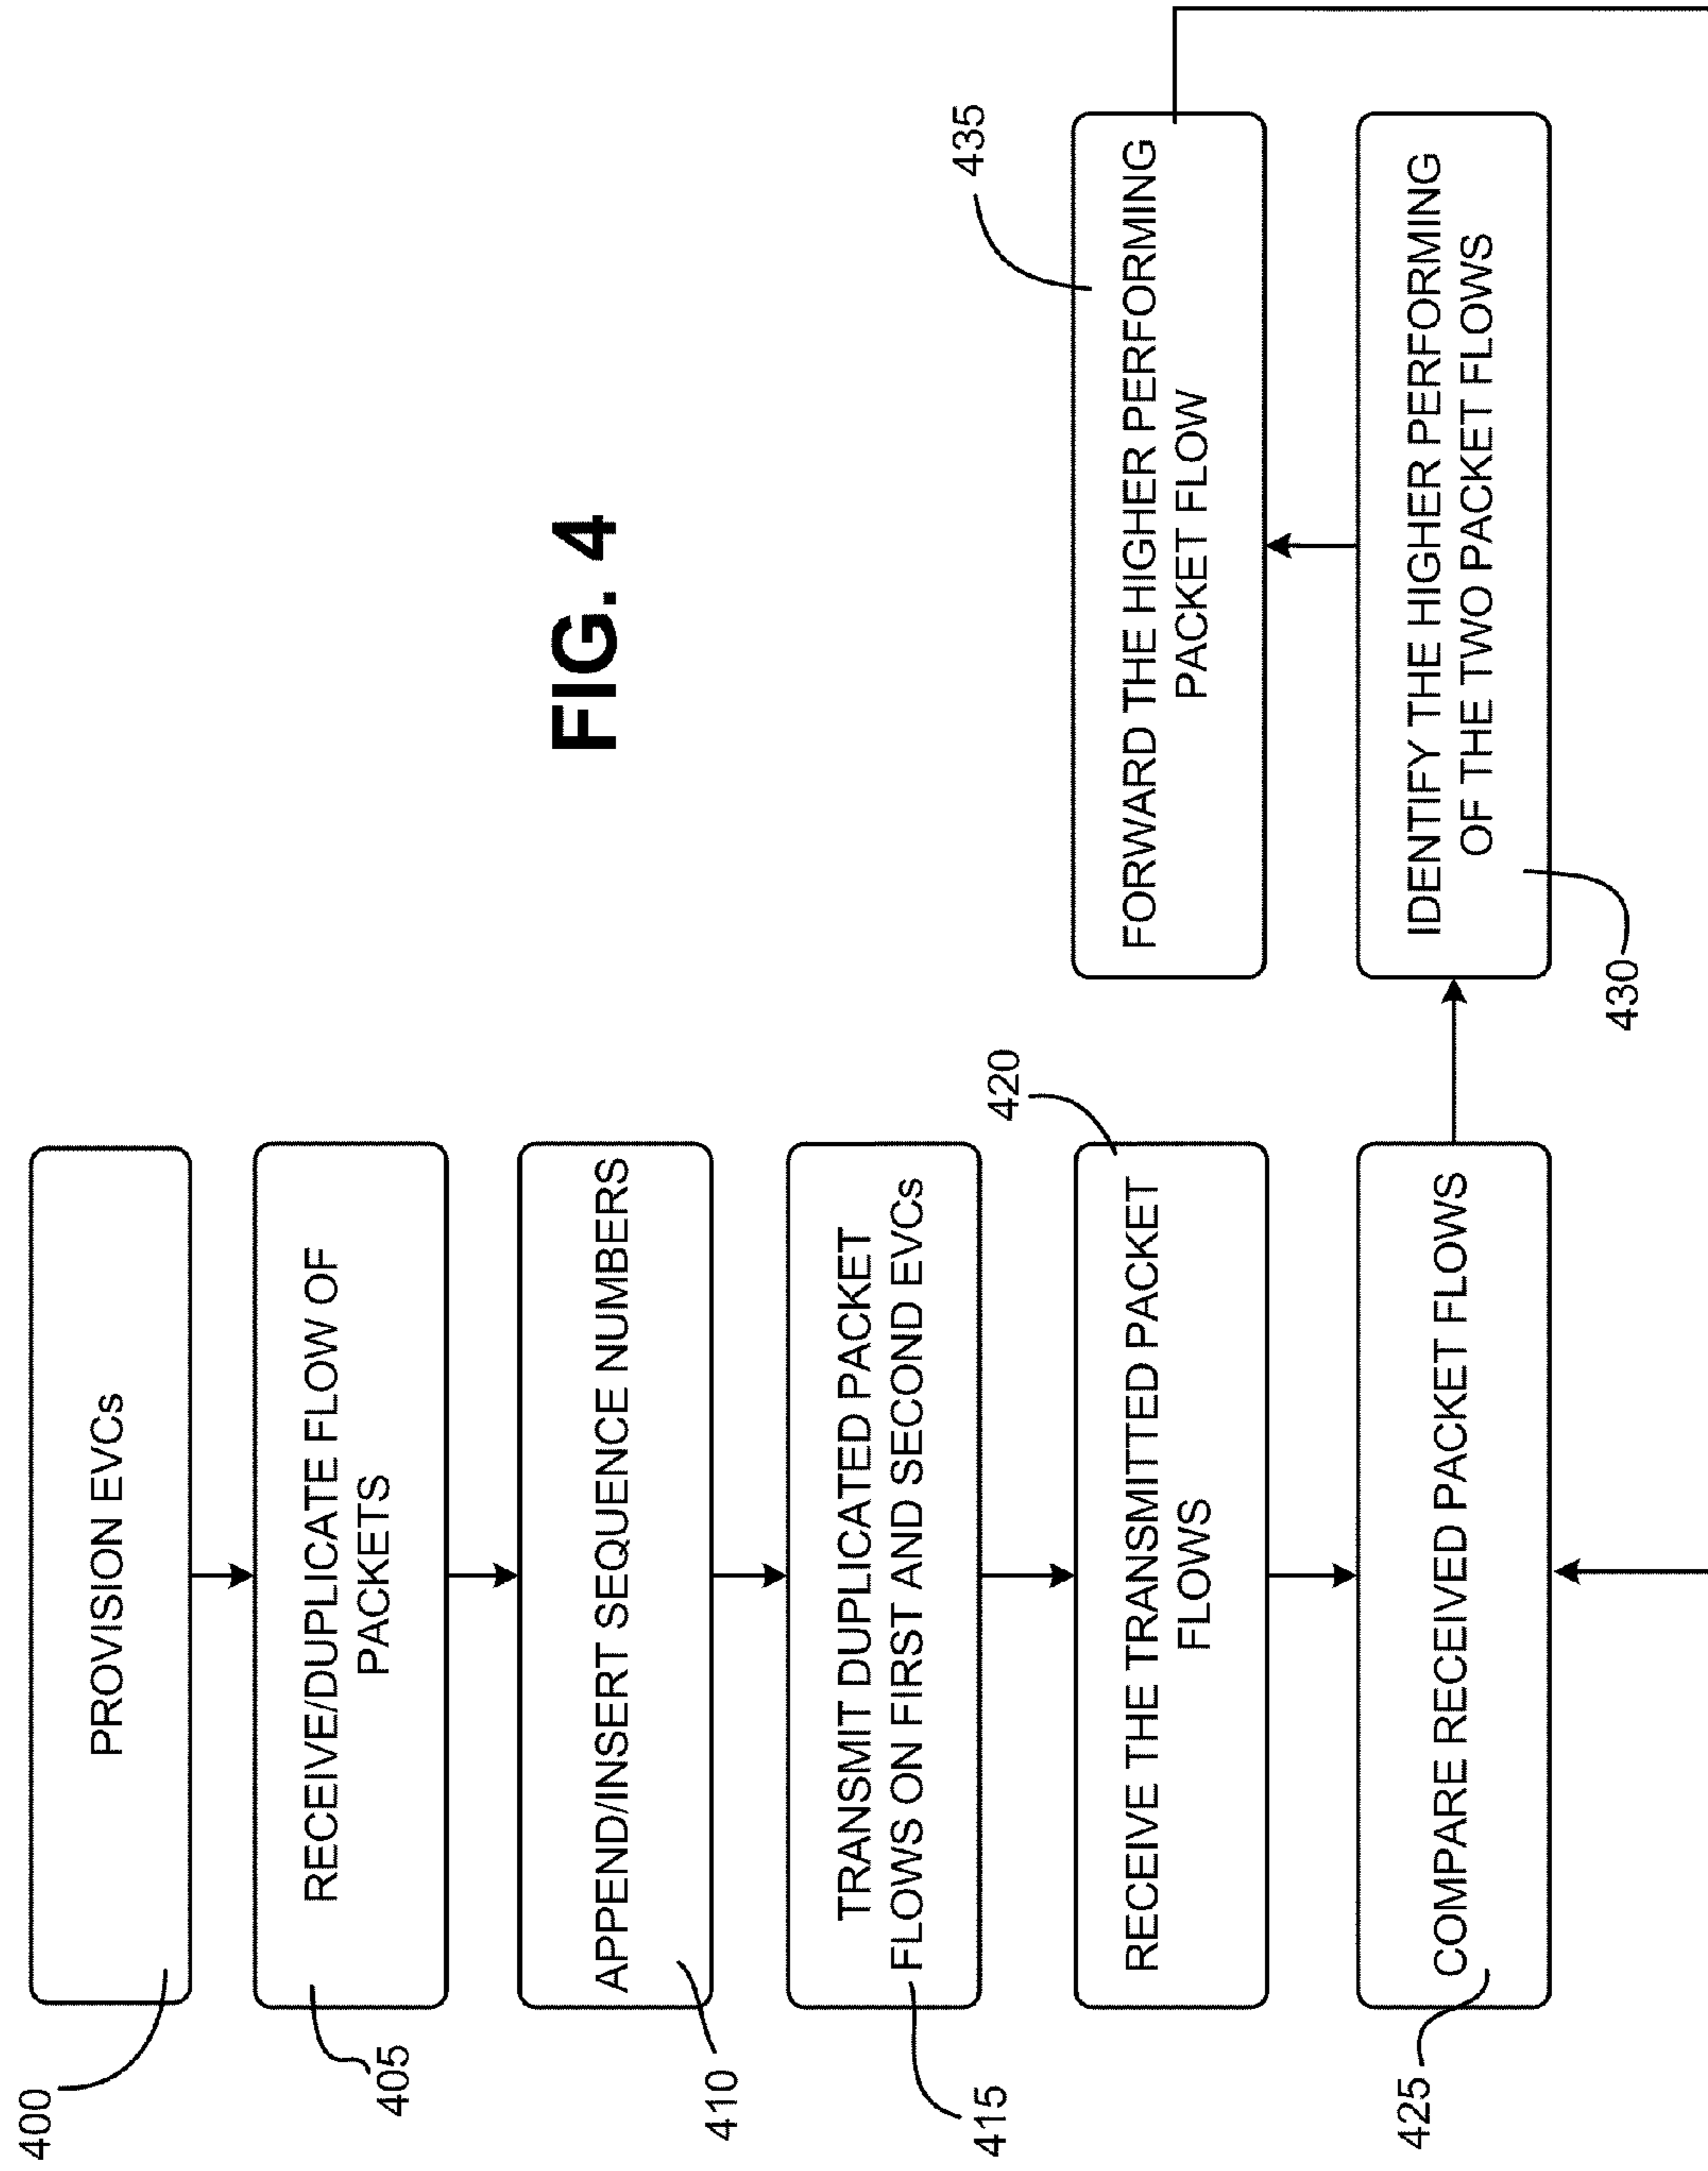 400
PROVISION EVCs
405
RECEIVE/DUPLICATE FLOW OF
PACKETS
410
APPEND/INSERT SEQUENCE NUMBERS
415
TRANSMIT DUPLICATED PACKET
FLOWS ON FIRST AND SECOND EVCs
420
RECEIVE THE TRANSMITTED PACKET
FLOWS
425
COMPARE RECEIVED PACKET FLOWS
430
IDENTIFY THE HIGHER PERFORMING
OF THE TWO PACKET FLOWS
435
FORWARD THE HIGHER PERFORMING
PACKET FLOW
FIG. 4